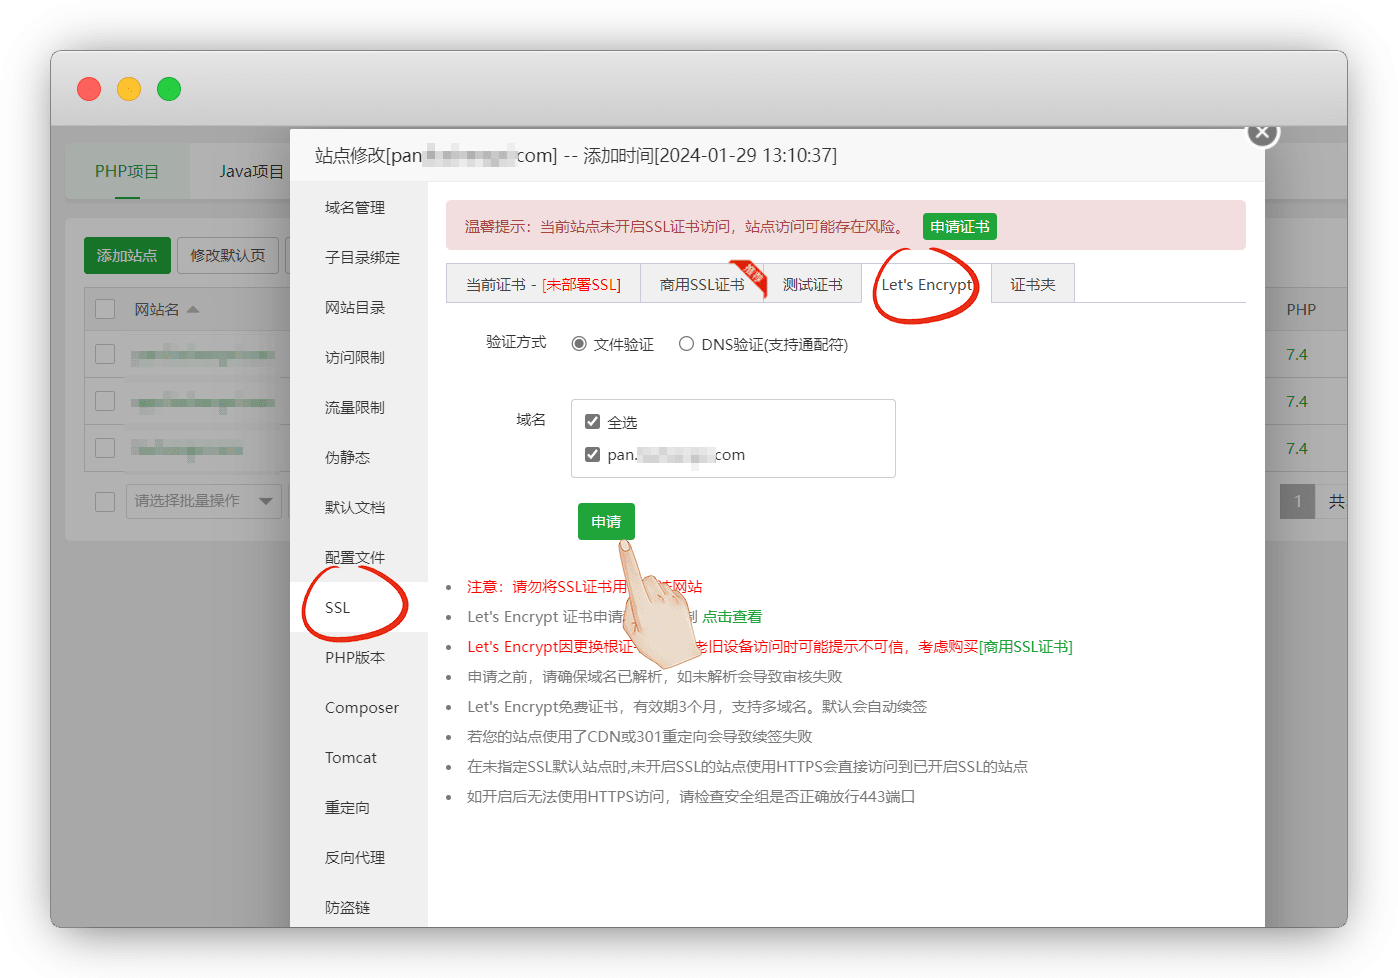 PHP项目
Java项目
添加站点
修改默认页
网站名
请选择批量操作
站点修改[pan com] -- 添加时间[2024-01-29 13:10:37]
域名管理
子目录绑定
网站目录
访问限制
流量限制
伪静态
默认文档
配置文件
SSL
PHP版本
Composer
Tomcat
重定向
反向代理
防盗链
温馨提示：当前站点未开启SSL证书访问，站点访问可能存在风险。 申请证书
当前证书 - [未部署SSL]
商用SSL证书
推荐
测试证书
Let's Encrypt
证书夹
验证方式 文件验证 DNS验证(支持通配符)
域名
全选
pan. com
申请
注意：请勿将SSL证书用 网站
Let's Encrypt 证书申请 制 点击查看
Let's Encrypt因更换根证 老旧设备访问时可能提示不可信，考虑购买[商用SSL证书]
申请之前，请确保域名已解析，如未解析会导致审核失败
Let's Encrypt免费证书，有效期3个月，支持多域名。默认会自动续签
若您的站点使用了CDN或301重定向会导致续签失败
在未指定SSL默认站点时,未开启SSL的站点使用HTTPS会直接访问到已开启SSL的站点
如开启后无法使用HTTPS访问，请检查安全组是否正确放行443端口
PHP
7.4
7.4
7.4
1
共